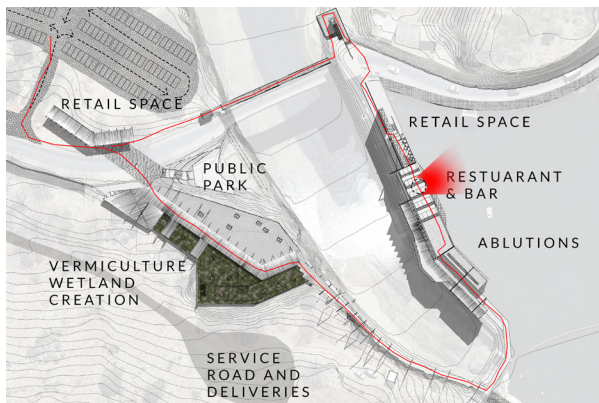 RETAIL SPACE
RETAIL SPACE
PUBLIC
PARK
RESTUARANT
& BAR
ABLUTIONS
VERMICULTURE
WETLAND
CREATION
SERVICE
ROAD AND
DELIVERIES